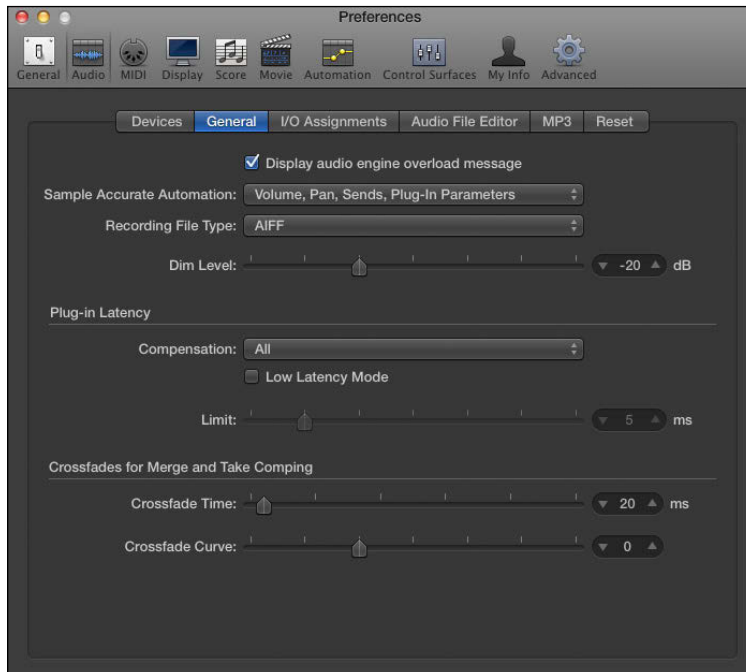 Preferences
General Audio MIDI Display Score Movie Automation Control Surfaces My Info Advanced
Devices General I/O Assignments Audio File Editor MP3 Reset
Display audio engine overload message
Sample Accurate Automation: Volume, Pan, Sends, Plug-In Parameters
Recording File Type: AIFF
Dim Level: -20 dB
Plug-in Latency
Compensation: All
Low Latency Mode
Limit: 5 ms
Crossfades for Merge and Take Comping
Crossfade Time: 20 ms
Crossfade Curve: 0